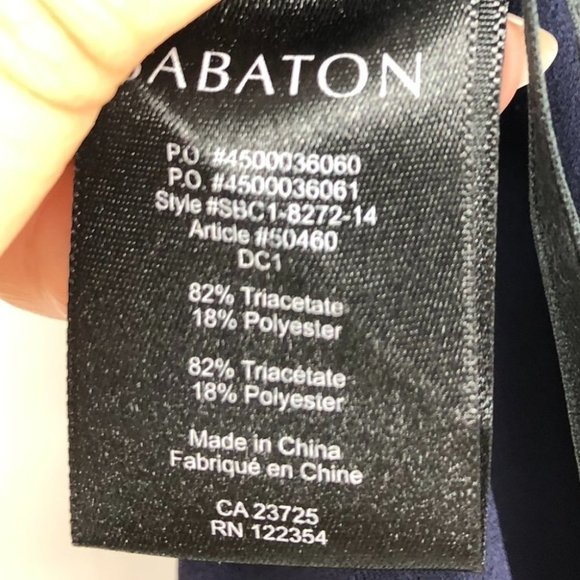 BABATON
P.O. #4500036060
P.O. #4500036061
Style #SBC1-8272-14
Article #50460
DC1
82% Triacetate
18% Polyester
82% Triacétate
18% Polyester
Made in China
Fabriqué en Chine
CA 23725
RN 122354